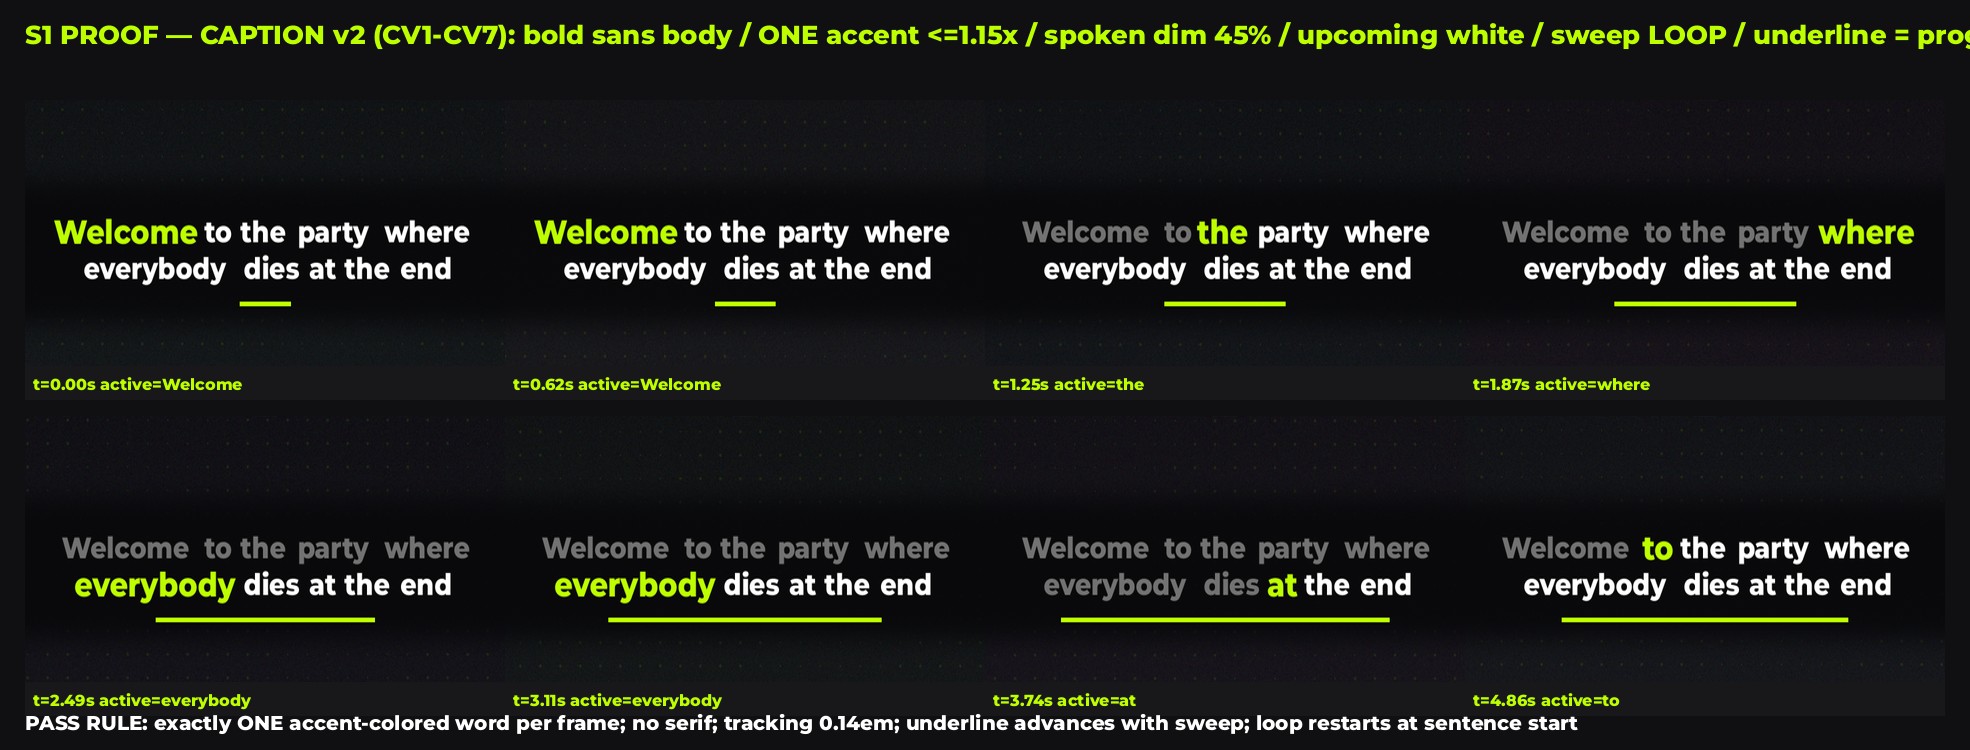 S1 PROOF — CAPTION v2 (CV1-CV7): bold sans body / ONE accent <=1.15x / spoken dim 45% / upcoming white / sweep LOOP / underline = prog
Welcome to the party where
everybody dies at the end
t=0.00s active=Welcome
Welcome to the party where
everybody dies at the end
t=0.62s active=Welcome
Welcome to the party where
everybody dies at the end
t=1.25s active=the
Welcome to the party where
everybody dies at the end
t=1.87s active=where
Welcome to the party where
everybody dies at the end
t=2.49s active=everybody
Welcome to the party where
everybody dies at the end
t=3.11s active=everybody
Welcome to the party where
everybody dies at the end
t=3.74s active=at
Welcome to the party where
everybody dies at the end
t=4.86s active=to
PASS RULE: exactly ONE accent-colored word per frame; no serif; tracking 0.14em; underline advances with sweep; loop restarts at sentence start